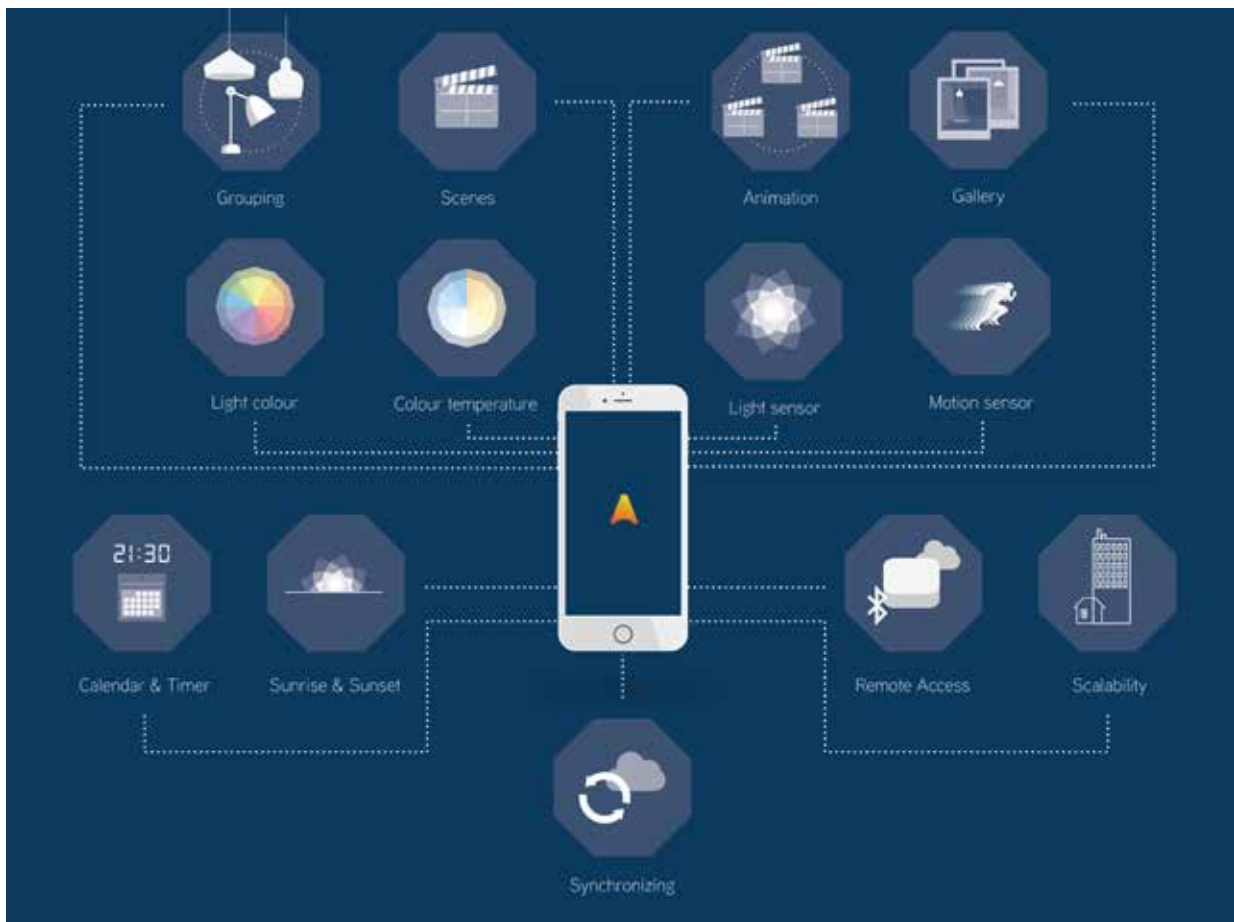 Grouping
Scenes
Animation
Gallery
Light colour
Colour temperature
Light sensor
Motion sensor
21:30
Calendar & Timer
Sunrise & Sunset
Remote Access
Scalability
Synchronizing